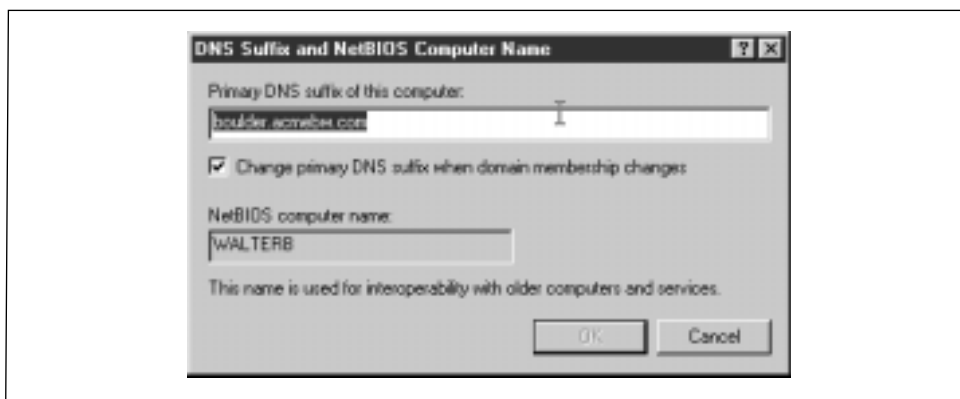 DNS Suffix and NetBIOS Computer Name
Primary DNS suffix of this computer:
boulder.acmebw.com
Change primary DNS suffix when domain membership changes
NetBIOS computer name:
WALTERB
This name is used for interoperability with older computers and services.
OK
Cancel